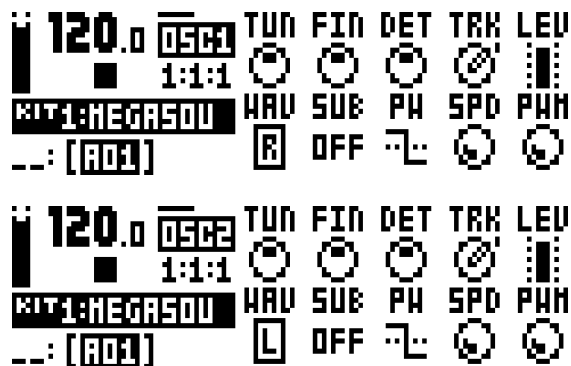 120.0 OSC1 TUN FIN DET TRK LEV
1:1:1
KIT1:MEGASOU WAV SUB PW SPD PWM
__:[A01] R OFF
120.0 OSC2 TUN FIN DET TRK LEV
1:1:1
KIT1:MEGASOU WAV SUB PW SPD PWM
__:[A01] L OFF